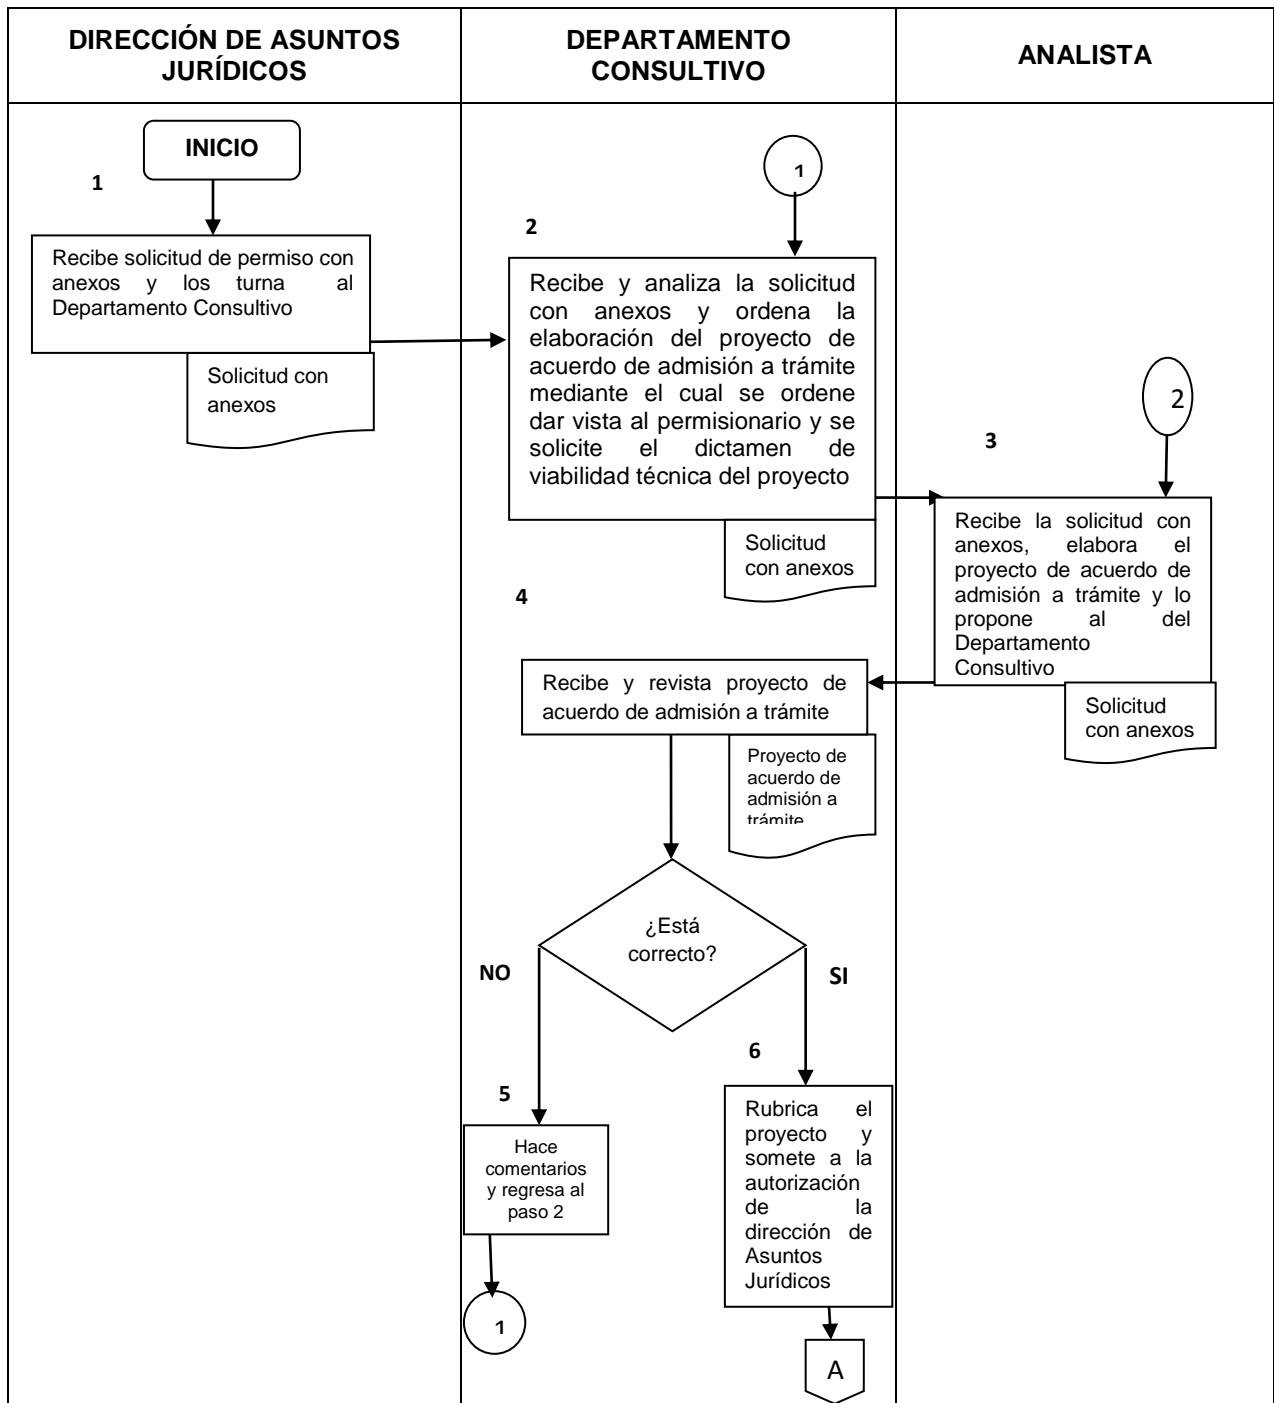 DIRECCIÓN DE ASUNTOS
JURÍDICOS
DEPARTAMENTO
CONSULTIVO
ANALISTA
INICIO
1
Recibe solicitud de permiso con
anexos y los turna al
Departamento Consultivo
Solicitud con
anexos
1
2
Recibe y analiza la solicitud
con anexos y ordena la
elaboración del proyecto de
acuerdo de admisión a trámite
mediante el cual se ordene
dar vista al permisionario y se
solicite el dictamen de
viabilidad técnica del proyecto
Solicitud
con anexos
2
3
Recibe la solicitud con
anexos, elabora el
proyecto de acuerdo de
admisión a trámite y lo
propone al del
Departamento
Consultivo
Solicitud
con anexos
4
Recibe y revista proyecto de
acuerdo de admisión a trámite
Proyecto de
acuerdo de
admisión a
trámite
¿Está
correcto?
NO
SI
5
Hace
comentarios
y regresa al
paso 2
1
6
Rubrica el
proyecto y
somete a la
autorización
de la
dirección de
Asuntos
Jurídicos
A